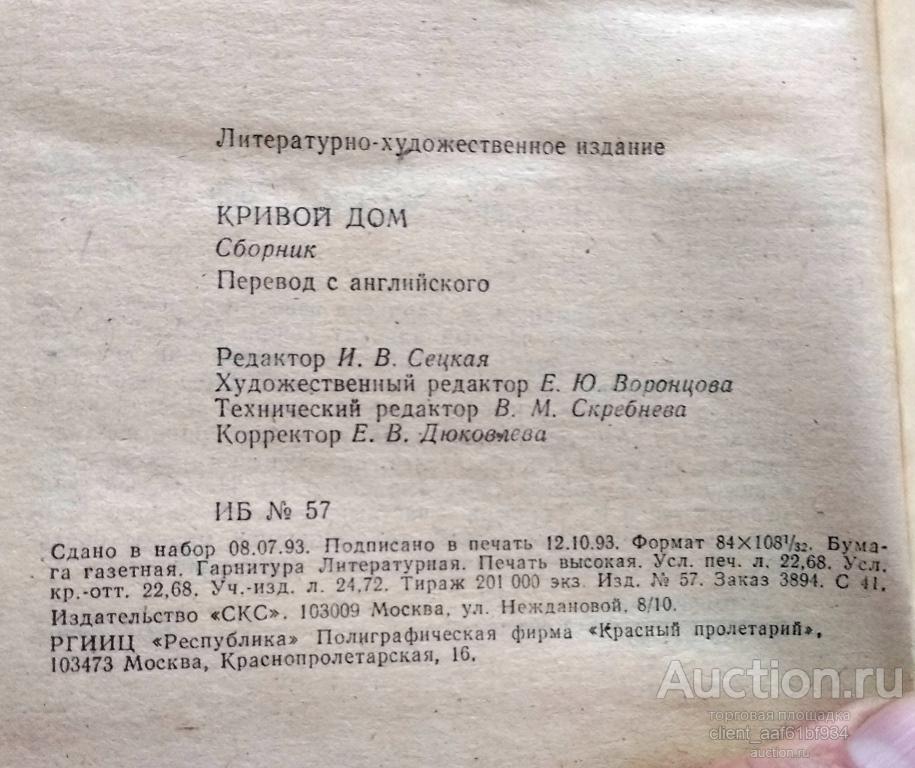 Литературно-художественное издание
КРИВОЙ ДОМ
Сборник
Перевод с английского
Редактор И. В. Сецкая
Художественный редактор Е. Ю. Воронцова
Технический редактор В. М. Скребнева
Корректор Е. В. Дюковлева
ИБ № 57
Сдано в набор 08.07.93. Подписано в печать 12.10.93. Формат 84×108¹/₃₂. Бума-
га газетная. Гарнитура Литературная. Печать высокая. Усл. печ. л. 22,68. Усл.
кр.-отт. 22,68. Уч.-изд. л. 24,72. Тираж 201 000 экз. Изд. № 57. Заказ 3894. С 41.
Издательство «СКС». 103009 Москва, ул. Неждановой, 8/10.
РГИИЦ «Республика» Полиграфическая фирма «Красный пролетарий»,
103473 Москва, Краснопролетарская, 16.
Auction.ru
торговая площадка
client_aaf61bf934
auction.ru